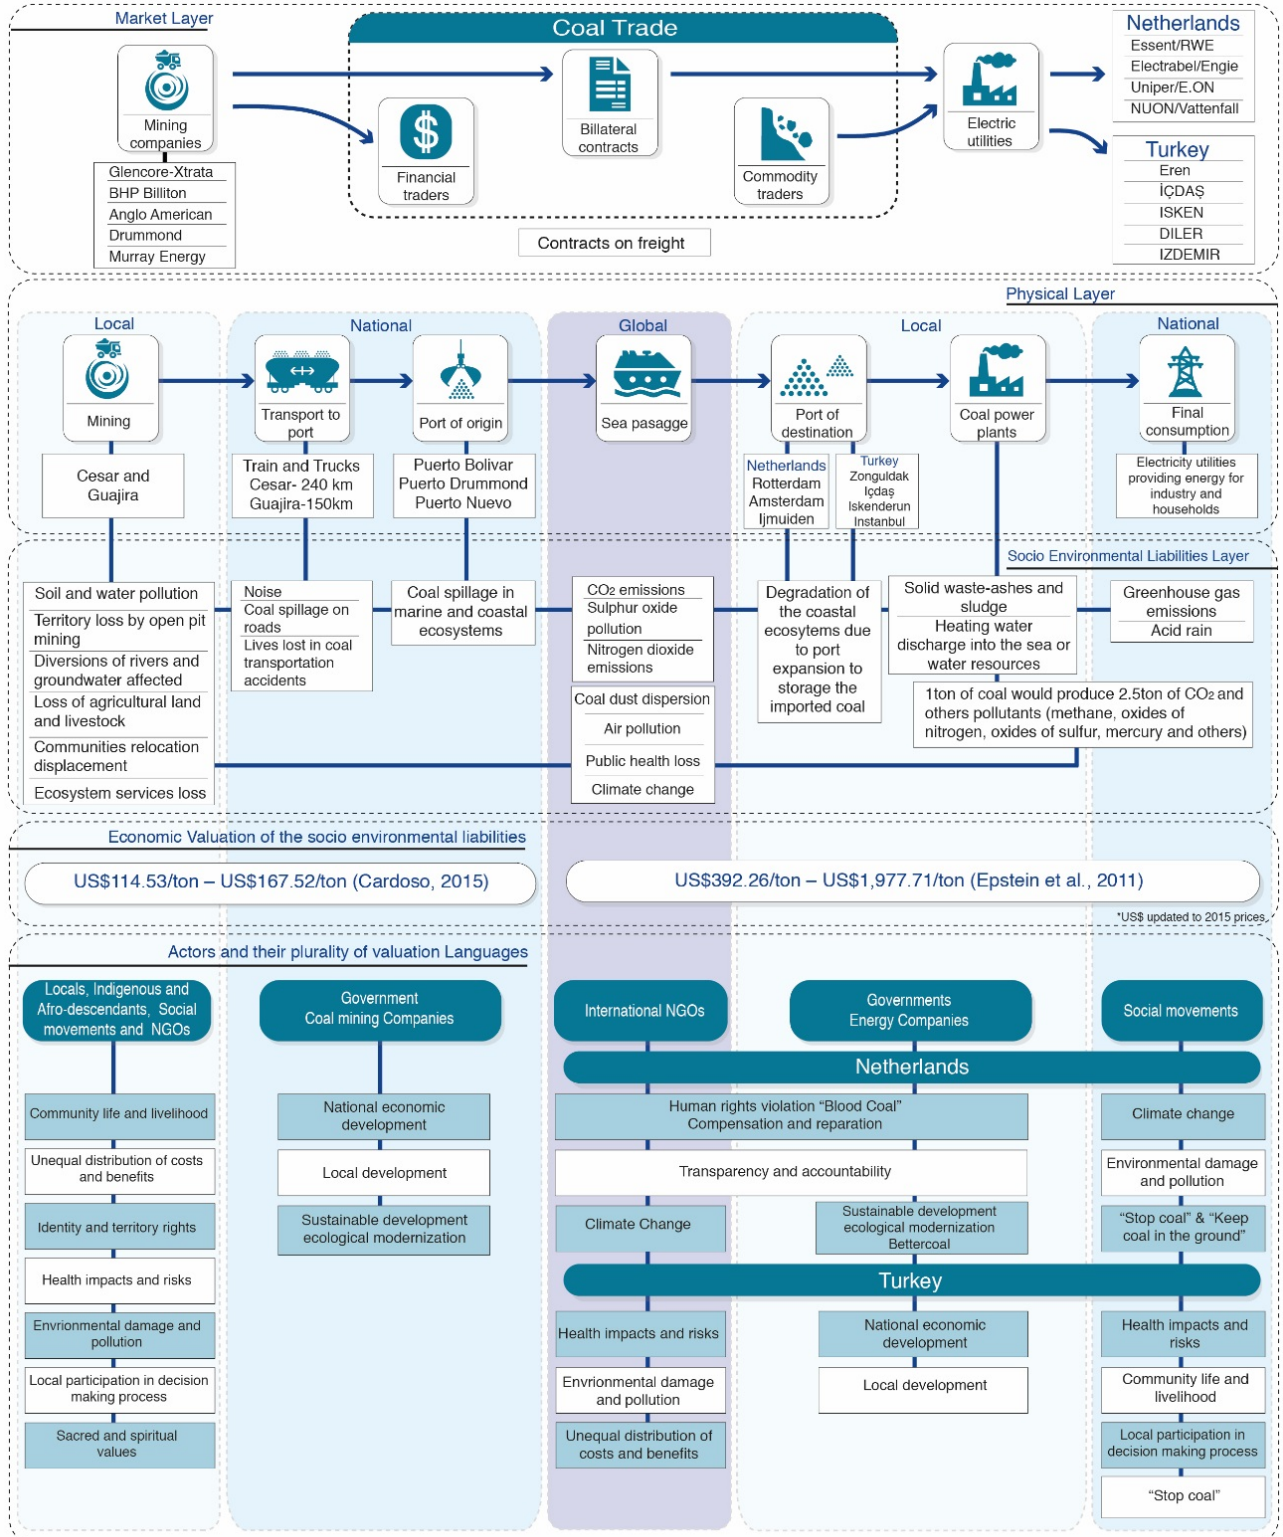 Market Layer
Coal Trade
Mining
companies
Glencore-Xtrata
BHP Billiton
Anglo American
Drummond
Murray Energy
$
Financial
traders
Billateral
contracts
Commodity
traders
Electric
utilities
Contracts on freight
Netherlands
Essent/RWE
Electrabel/Engie
Uniper/E.ON
NUON/Vattenfall
Turkey
Eren
İÇDAŞ
ISKEN
DILER
IZDEMIR
Physical Layer
Local
National
Global
Local
National
Mining
Transport to
port
Port of origin
Sea pasagge
Port of
destination
Coal power
plants
Final
consumption
Cesar and
Guajira
Train and Trucks
Cesar- 240 km
Guajira-150km
Puerto Bolivar
Puerto Drummond
Puerto Nuevo
Netherlands
Rotterdam
Amsterdam
Ijmuiden
Turkey
Zonguldak
Içdaş
Iskenderun
Instanbul
Electricity utilities
providing energy for
industry and
households
Socio Environmental Liabilities Layer
Soil and water pollution
Territory loss by open pit
mining
Diversions of rivers and
groundwater affected
Loss of agricultural land
and livestock
Communities relocation
displacement
Ecosystem services loss
Noise
Coal spillage on
roads
Lives lost in coal
transportation
accidents
Coal spillage in
marine and coastal
ecosystems
CO2 emissions
Sulphur oxide
pollution
Nitrogen dioxide
emissions
Coal dust dispersion
Air pollution
Public health loss
Climate change
Degradation of
the coastal
ecosytems due
to port
expansion to
storage the
imported coal
Solid waste-ashes and
sludge
Heating water
discharge into the sea or
water resources
1ton of coal would produce 2.5ton of CO2 and
others pollutants (methane, oxides of
nitrogen, oxides of sulfur, mercury and others)
Greenhouse gas
emissions
Acid rain
Economic Valuation of the socio environmental liabilities
US$114.53/ton – US$167.52/ton (Cardoso, 2015)
US$392.26/ton – US$1,977.71/ton (Epstein et al., 2011)
*US$ updated to 2015 prices
Actors and their plurality of valuation Languages
Locals, Indigenous and
Afro-descendants, Social
movements and NGOs
Community life and livelihood
Unequal distribution of costs
and benefits
Identity and territory rights
Health impacts and risks
Envrionmental damage and
pollution
Local participation in decision
making process
Sacred and spiritual
values
Government
Coal mining Companies
National economic
development
Local development
Sustainable development
ecological modernization
International NGOs
Governments
Energy Companies
Social movements
Netherlands
Human rights violation “Blood Coal”
Compensation and reparation
Transparency and accountability
Climate Change
Sustainable development
ecological modernization
Bettercoal
Climate change
Environmental damage
and pollution
“Stop coal” & “Keep
coal in the ground”
Turkey
Health impacts and risks
Envrionmental damage
and pollution
Unequal distribution of
costs and benefits
National economic
development
Local development
Health impacts and
risks
Community life and
livelihood
Local participation in
decision making process
“Stop coal”